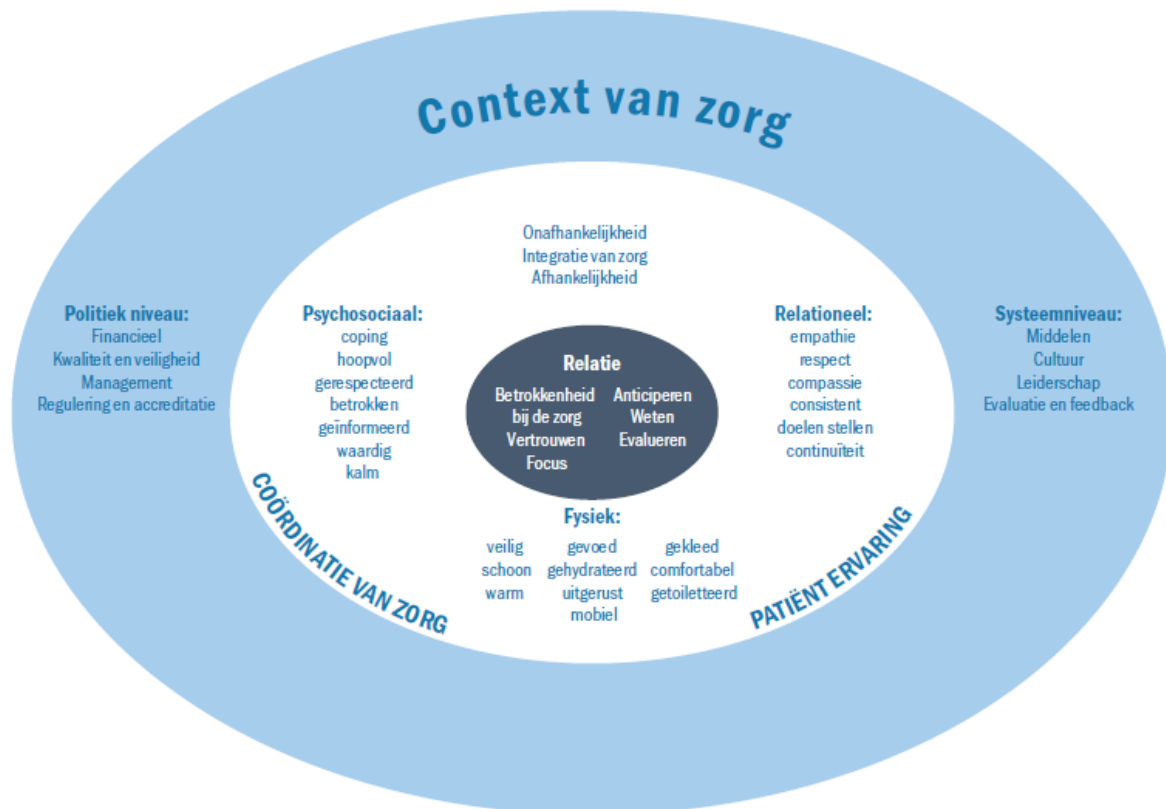 Context van zorg
Onafhankelijkheid
Integratie van zorg
Afhankelijkheid
Politiek niveau:
Financieel
Kwaliteit en veiligheid
Management
Regulering en accreditatie
Psychosociaal:
coping
hoopvol
gerespecteerd
betrokken
geïnformeerd
waardig
kalm
Relatie
Betrokkenheid
bij de zorg
Vertrouwen
Focus
Anticiperen
Weten
Evalueren
Relationeel:
empathie
respect
compassie
consistent
doelen stellen
continuïteit
Systeemniveau:
Middelen
Cultuur
Leiderschap
Evaluatie en feedback
Fysiek:
veilig gevoed gekleed
schoon gehydrateerd comfortabel
warm uitgerust getoiletteerd
mobiel
COÖRDINATIE VAN ZORG
PATIËNT ERVARING